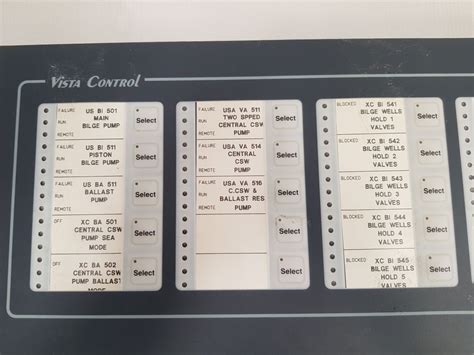 VISTA CONTROL
FAILURE US BI 501
RUN MAIN
REMOTE BILGE PUMP
Select
FAILURE US BI 511
RUN PISTON
REMOTE BILGE PUMP
Select
FAILURE US BA 511
RUN BALLAST
REMOTE PUMP
Select
OFF XC BA 501
CENTRAL CSW
PUMP SEA
MODE
Select
OFF XC BA 502
CENTRAL CSW
PUMP BALLAST
MODE
Select
FAILURE USA VA 511
RUN TWO SPPED
CENTRAL CSW
REMOTE PUMP
Select
FAILURE USA VA 514
RUN CENTRAL
CSW
REMOTE PUMP
Select
FAILURE USA VA 516
RUN C.CSW &
BALLAST RES
REMOTE PUMP
Select
Select
Select
BLOCKED XC BI 541
BILGE WELLS
HOLD 1
VALVES
Select
BLOCKED XC BI 542
BILGE WELLS
HOLD 2
VALVES
Select
BLOCKED XC BI 543
BILGE WELLS
HOLD 3
VALVES
Select
BLOCKED XC BI 544
BILGE WELLS
HOLD 4
VALVES
Select
BLOCKED XC BI 545
BILGE WELLS
HOLD 5
VALVES
Select